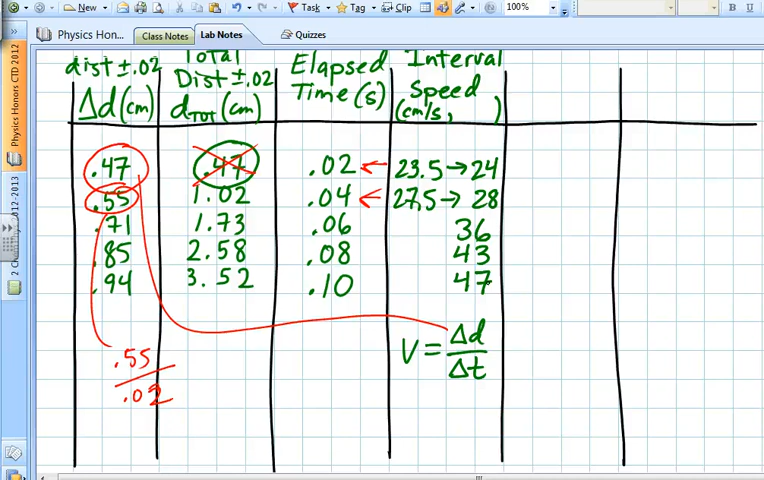 New
Task
Tag
Clip
100%
B U
Physics Hon...
Class Notes
Lab Notes
Quizzes
Physics Honors CTD 2012
2 Chemistry 2012-2013
dist ±.02
Δd (cm)
Total
Dist ±.02
dTOT (cm)
Elapsed
Time (s)
Interval
Speed
(cm/s, )
.47 .47 .02 ← 23.5 → 24
.55 1.02 .04 ← 27.5 → 28
.71 1.73 .06 36
.85 2.58 .08 43
.94 3.52 .10 47
V = Δd/Δt
.55
.02